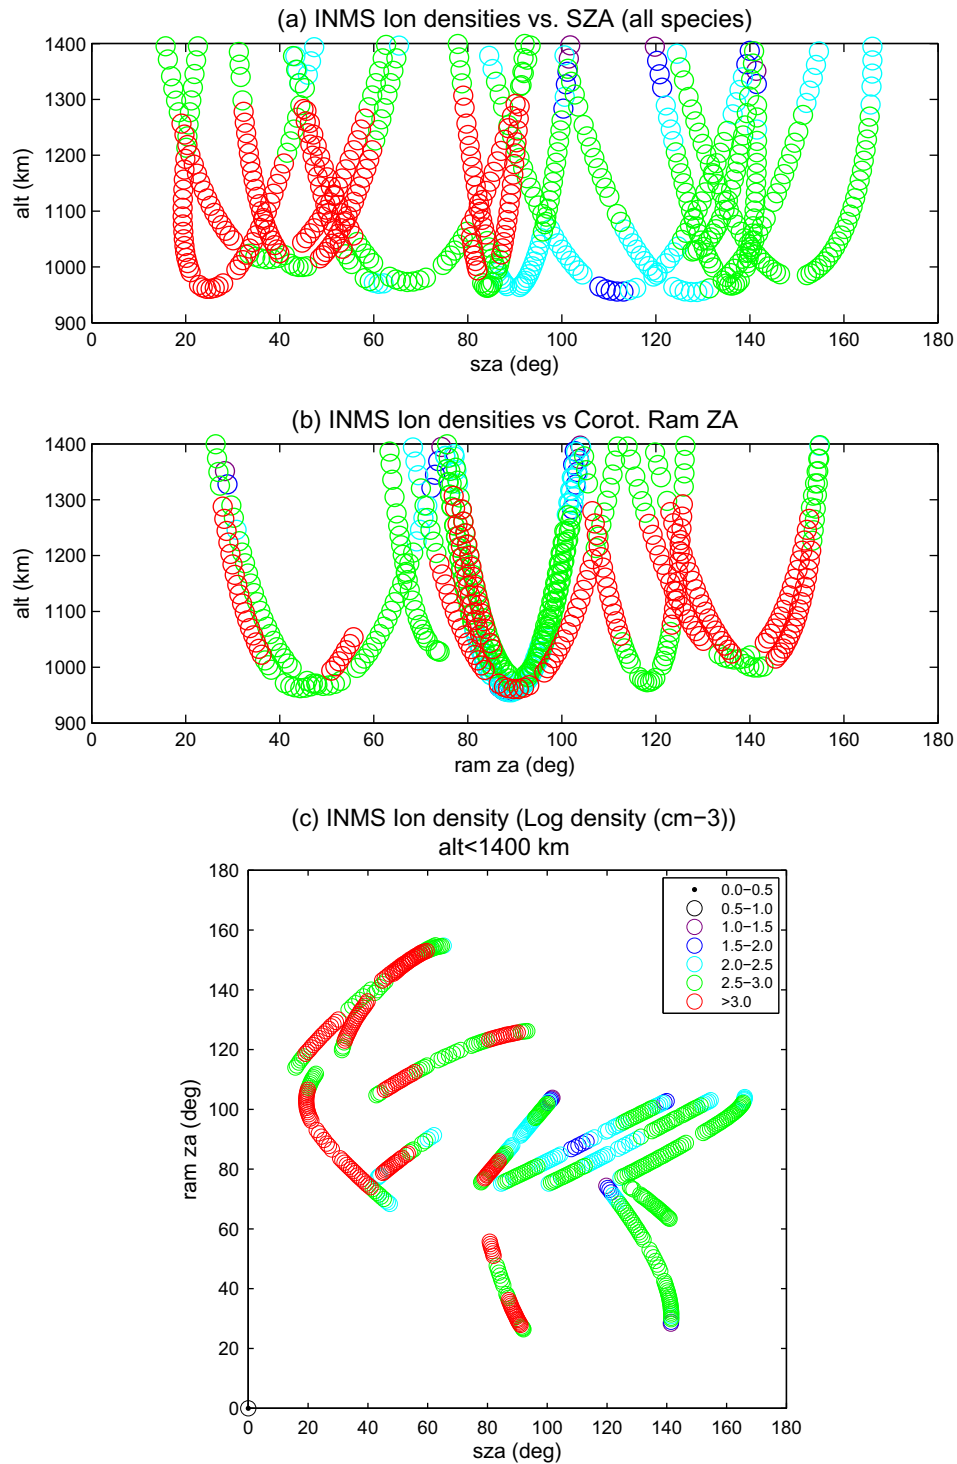 (a) INMS Ion densities vs. SZA (all species)
1400
1300
1200
1100
1000
900
alt (km)
0 20 40 60 80 100 120 140 160 180
sza (deg)
(b) INMS Ion densities vs Corot. Ram ZA
1400
1300
1200
1100
1000
900
alt (km)
0 20 40 60 80 100 120 140 160 180
ram za (deg)
(c) INMS Ion density (Log density (cm−3))
alt<1400 km
180
160
140
120
100
80
60
40
20
0
ram za (deg)
0.0−0.5
0.5−1.0
1.0−1.5
1.5−2.0
2.0−2.5
2.5−3.0
>3.0
0 20 40 60 80 100 120 140 160 180
sza (deg)